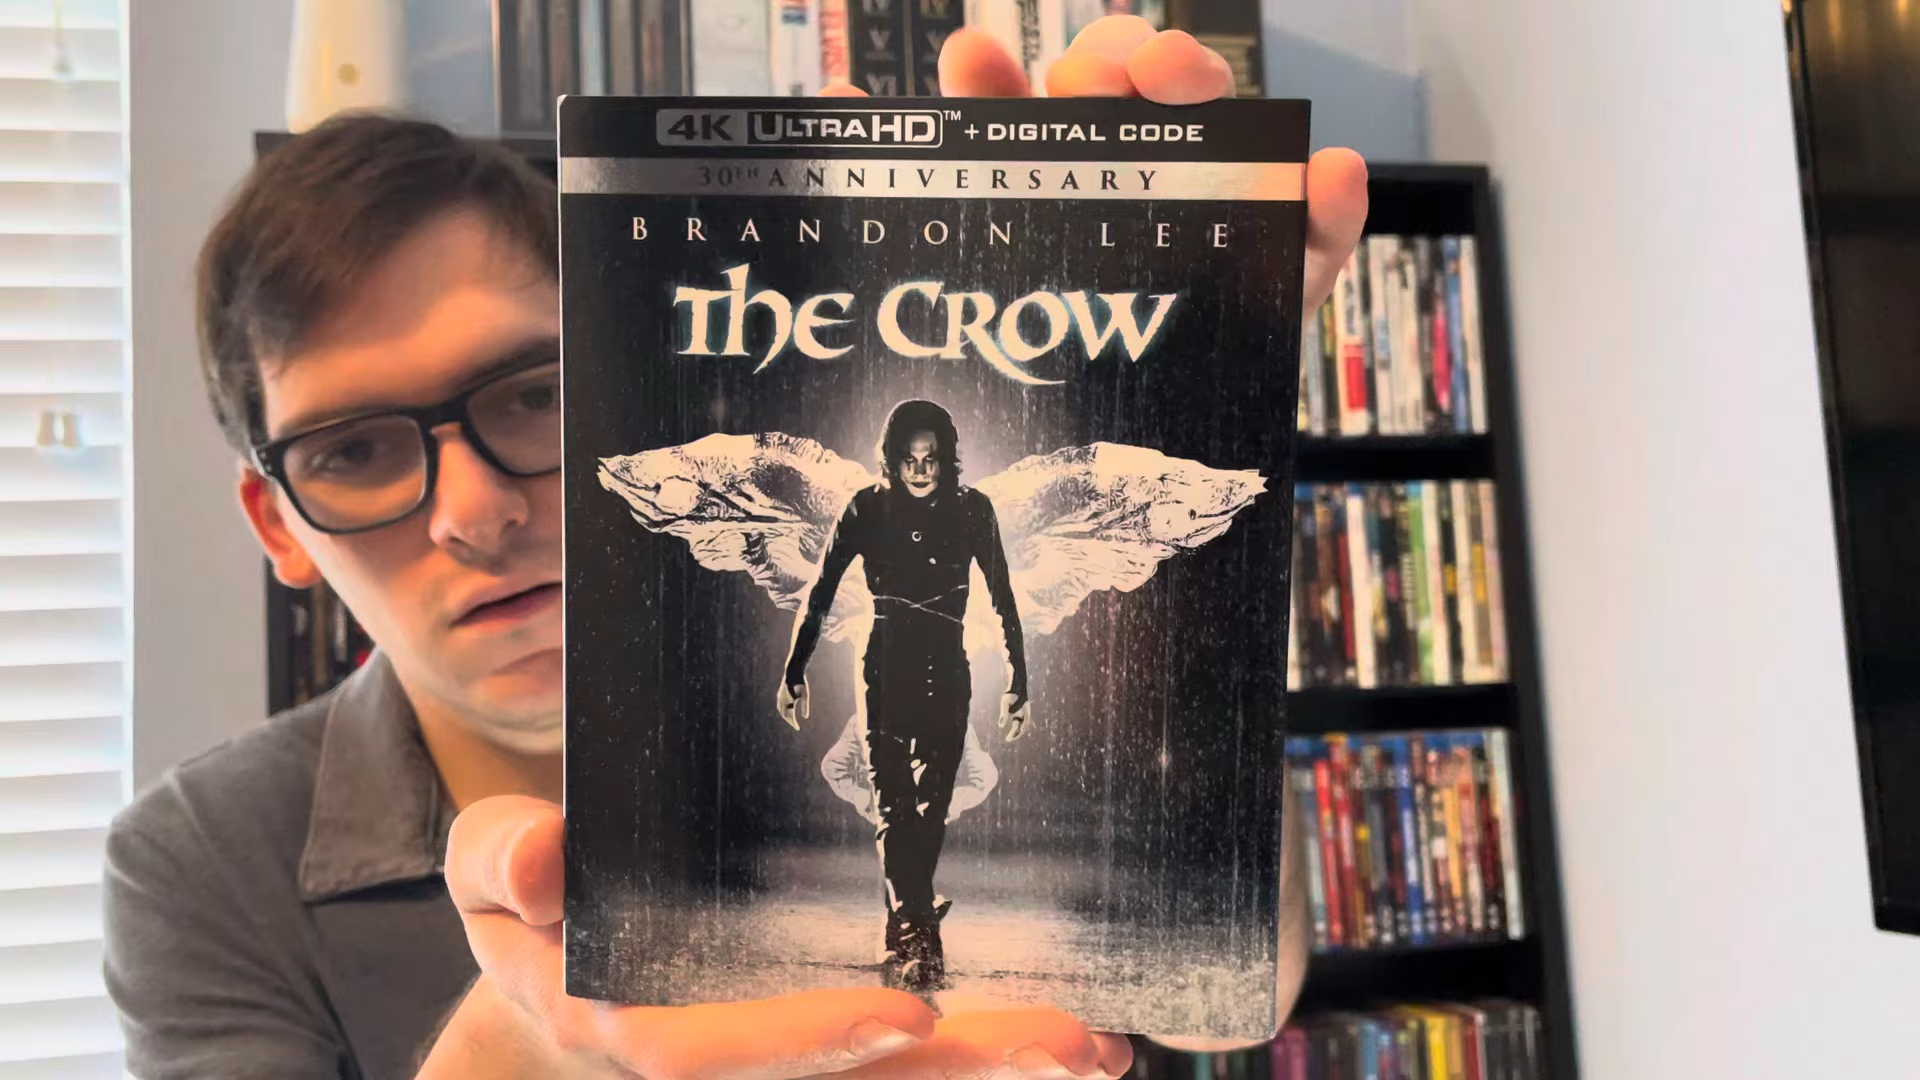 4K ULTRA HD™ + DIGITAL CODE
30TH ANNIVERSARY
BRANDON LEE
THE CROW